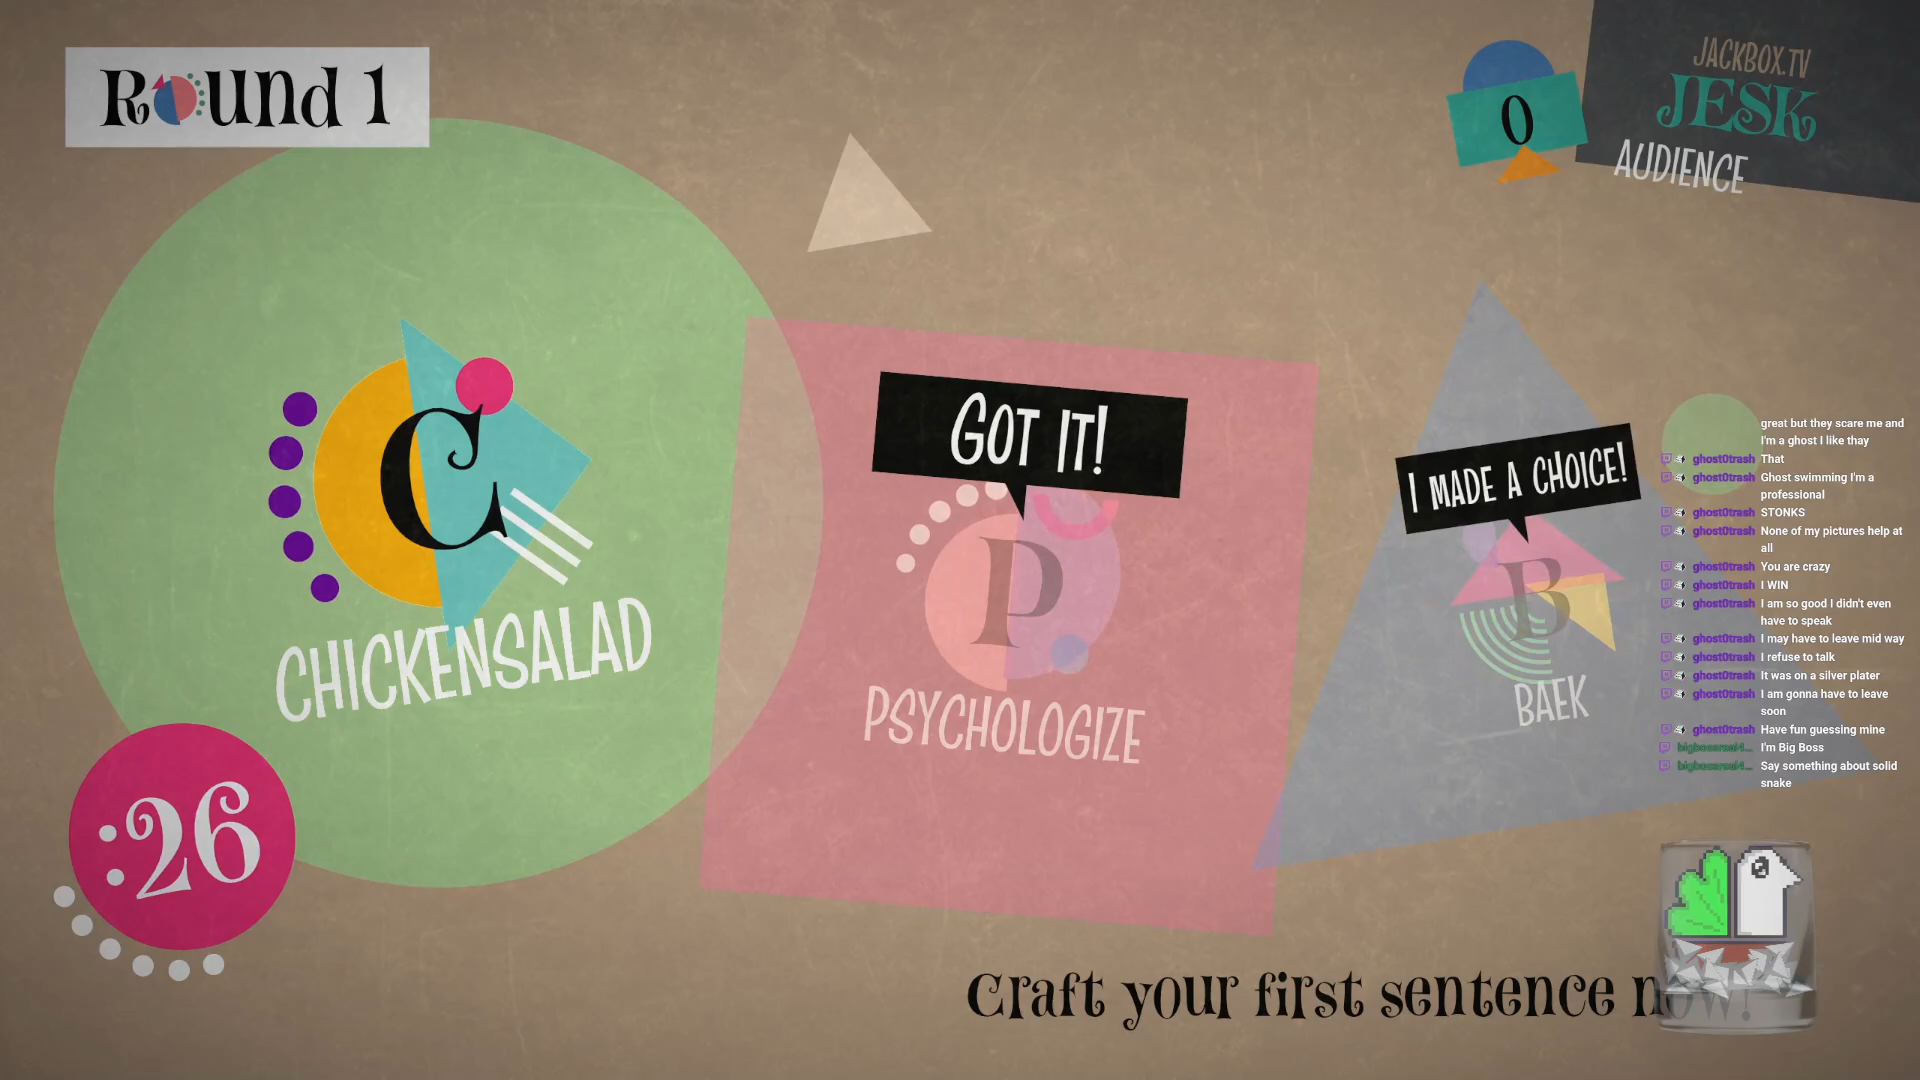 Round 1
0
JACKBOX.TV
JESK
AUDIENCE
C
CHICKENSALAD
GOT IT!
P
PSYCHOLOGIZE
I MADE A CHOICE!
B
BAEK
:26
great but they scare me and
I'm a ghost I like thay
ghost0trash That
ghost0trash Ghost swimming I'm a
professional
ghost0trash STONKS
ghost0trash None of my pictures help at
all
ghost0trash You are crazy
ghost0trash I WIN
ghost0trash I am so good I didn't even
have to speak
ghost0trash I may have to leave mid way
ghost0trash I refuse to talk
ghost0trash It was on a silver plater
ghost0trash I am gonna have to leave
soon
ghost0trash Have fun guessing mine
I'm Big Boss
Say something about solid
snake
Craft your first sentence now!